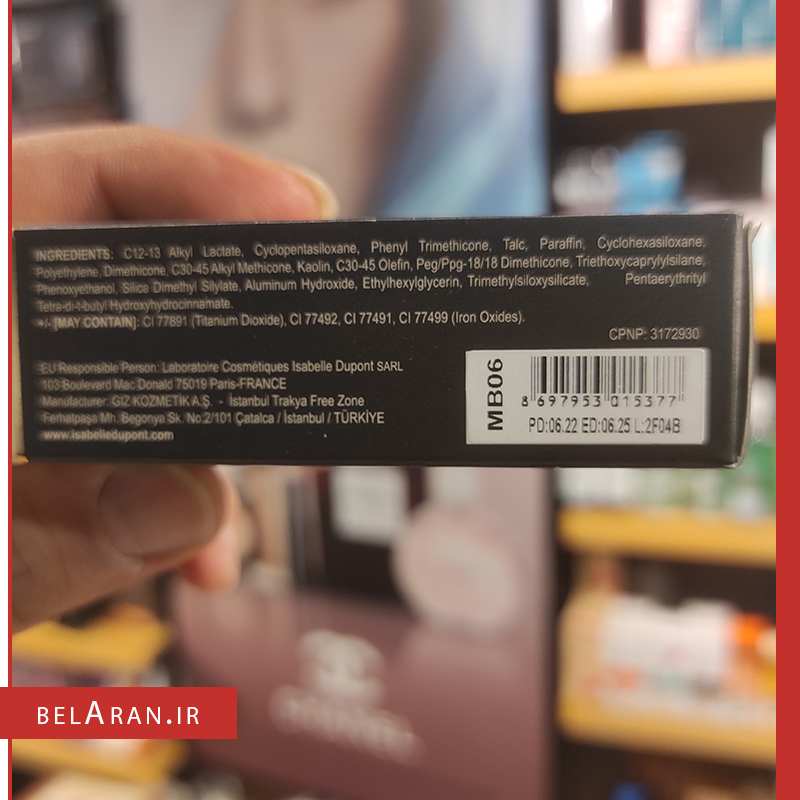 INGREDIENTS: C12-13 Alkyl Lactate, Cyclopentasiloxane, Phenyl Trimethicone, Talc, Paraffin, Cyclohexasiloxane,
Polyethylene, Dimethicone, C30-45 Alkyl Methicone, Kaolin, C30-45 Olefin, Peg/Ppg-18/18 Dimethicone, Triethoxycaprylylsilane,
Phenoxyethanol, Silica Dimethyl Silylate, Aluminum Hydroxide, Ethylhexylglycerin, Trimethylsiloxysilicate, Pentaerythrityl
Tetra-di-t-butyl Hydroxyhydrocinnamate.
+/- [MAY CONTAIN]: CI 77891 (Titanium Dioxide), CI 77492, CI 77491, CI 77499 (Iron Oxides).
CPNP: 3172930
EU Responsible Person: Laboratoire Cosmétiques Isabelle Dupont SARL
103 Bouleverd Mac Donald 75019 Paris-FRANCE
Manufacturer: GIZ KOZMETİK A.Ş. - İstanbul Trakya Free Zone
Ferhatpaşa Mh. Begonya Sk. No:2/101 Çatalca / İstanbul / TÜRKİYE
www.isabelledupont.com
MB06
8 697953 015377
PD:06.22 ED:06.25 L:2F04B
BELARAN.IR